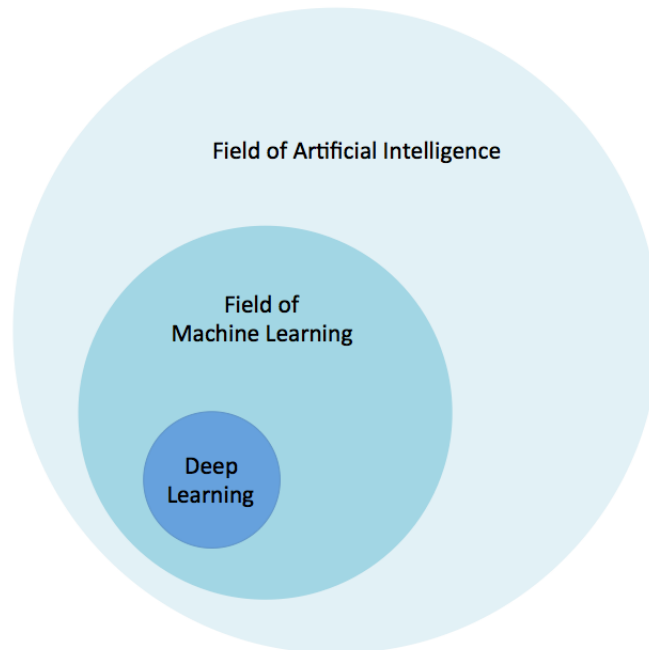 Field of Artificial Intelligence
Field of
Machine Learning
Deep
Learning